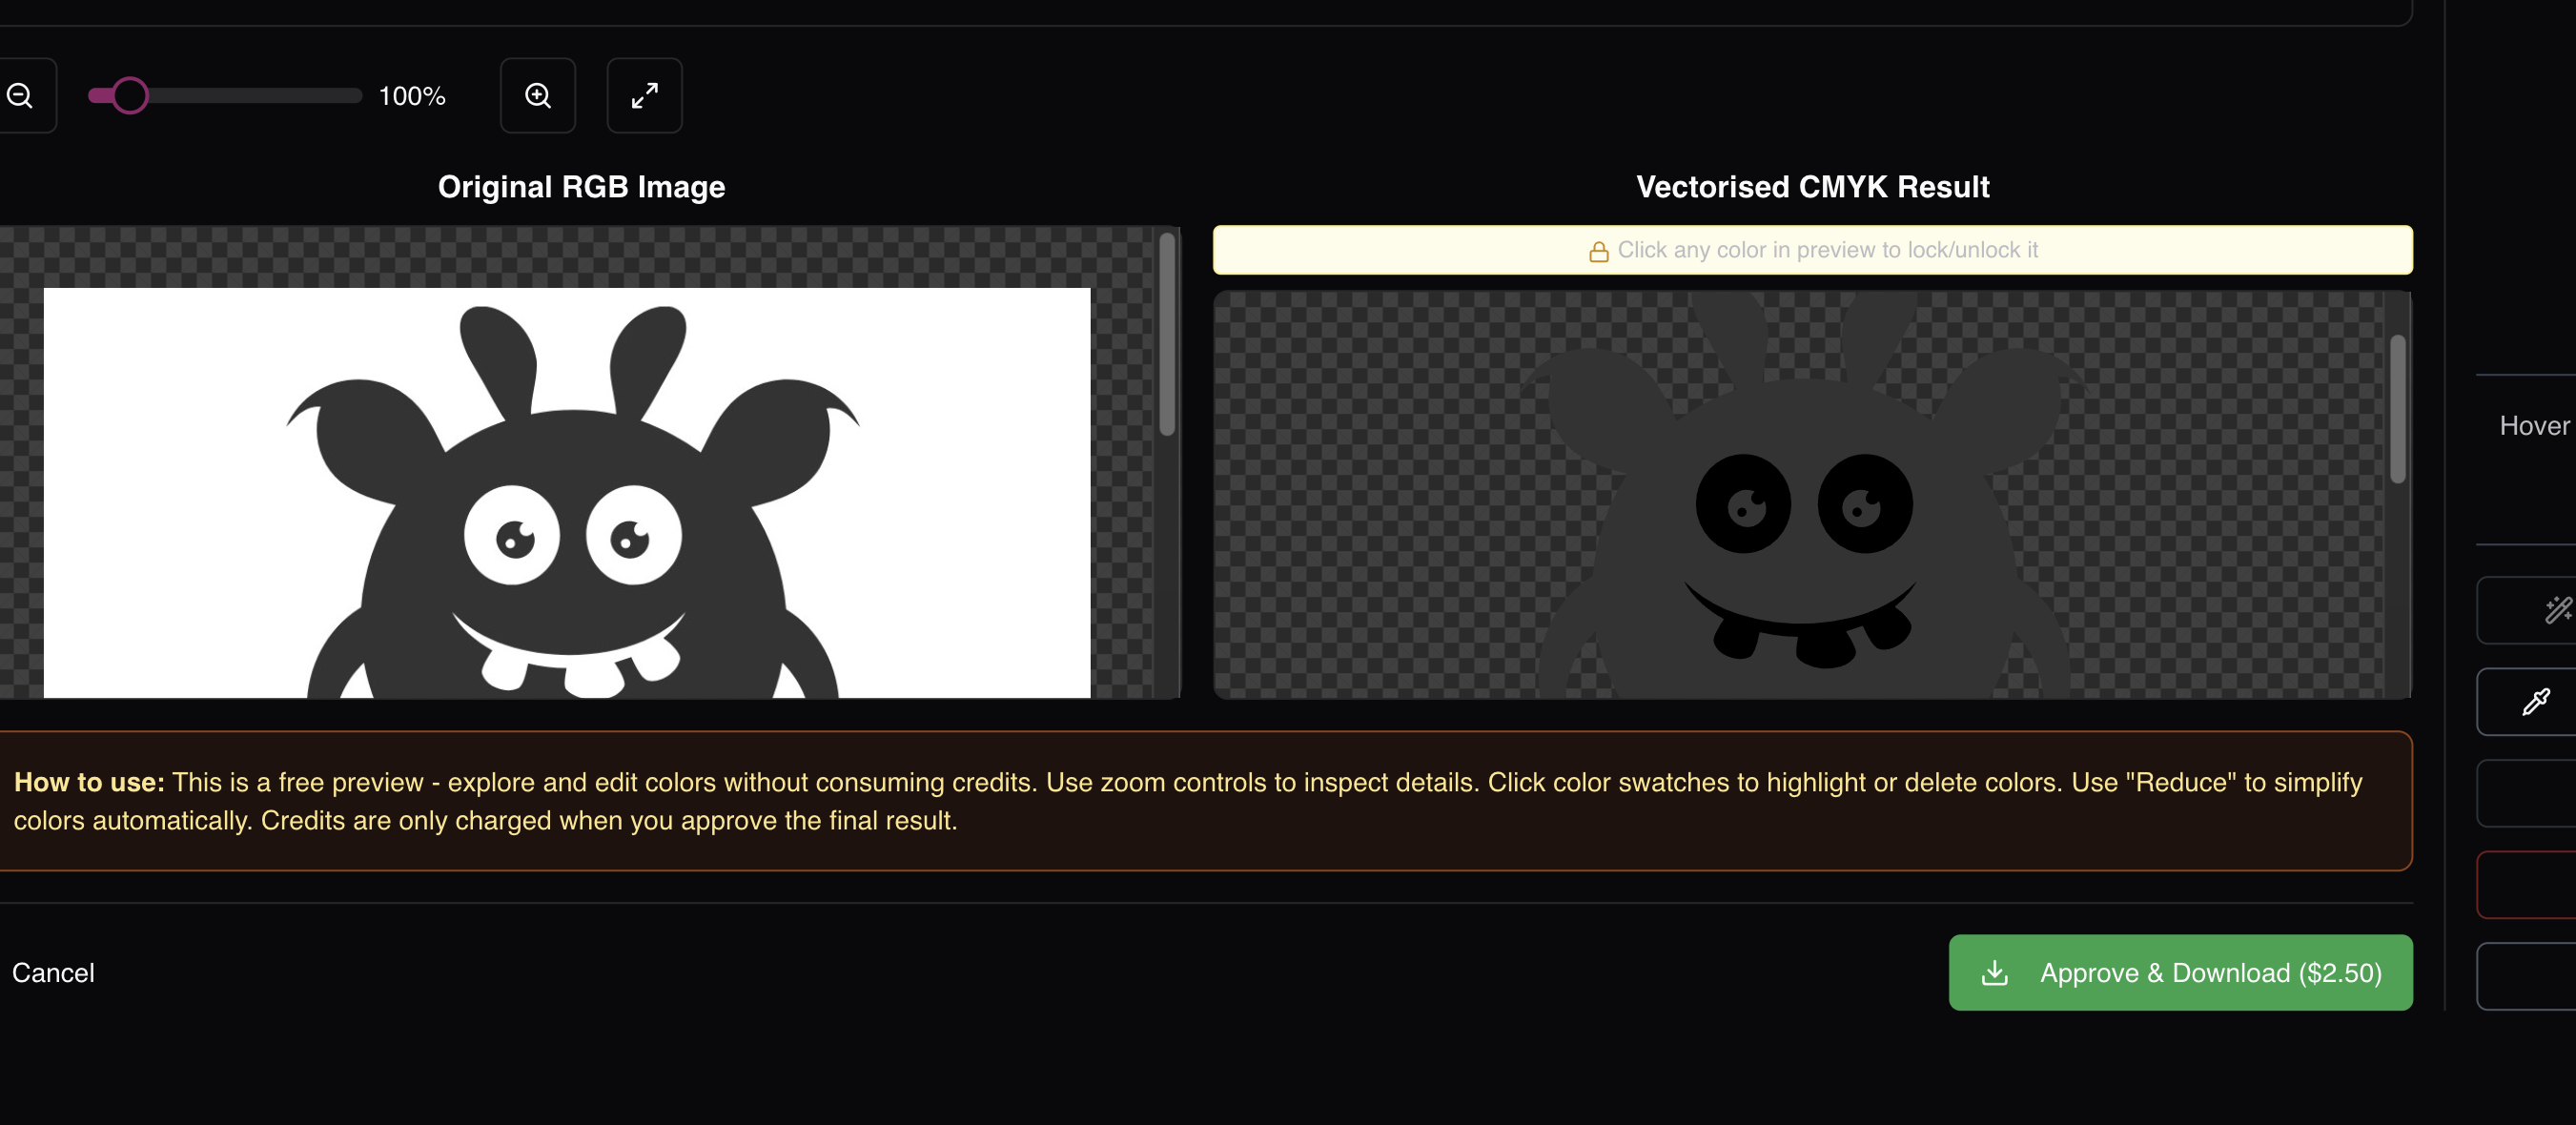 100%
Original RGB Image
Vectorised CMYK Result
Click any color in preview to lock/unlock it
Hover
How to use: This is a free preview - explore and edit colors without consuming credits. Use zoom controls to inspect details. Click color swatches to highlight or delete colors. Use "Reduce" to simplify
colors automatically. Credits are only charged when you approve the final result.
Cancel
Approve & Download ($2.50)